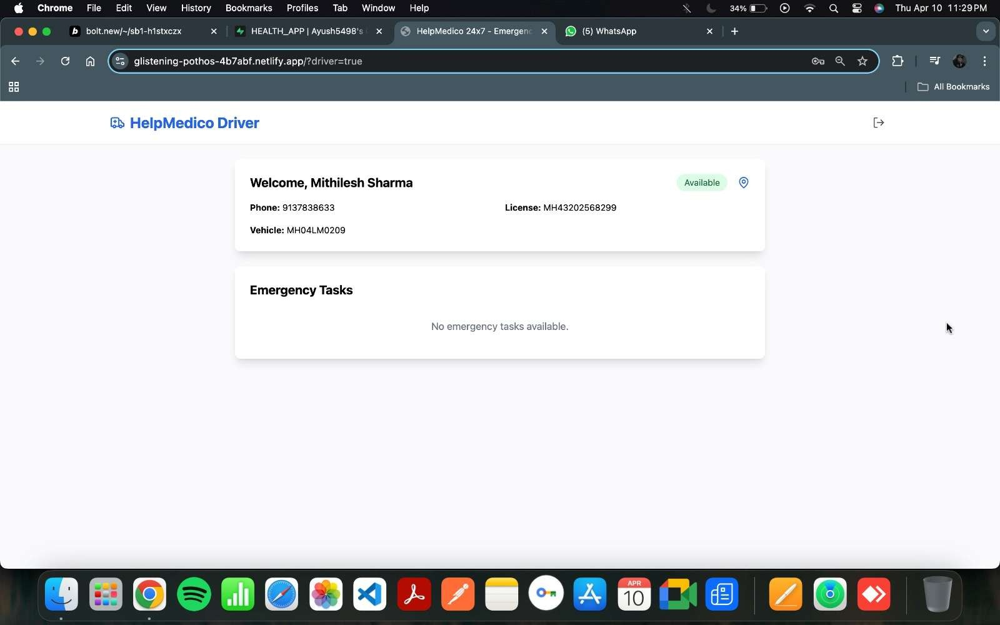 Chrome File Edit View History Bookmarks Profiles Tab Window Help 34% Thu Apr 10 11:29 PM
bolt.new/~/sb1-h1stxczx HEALTH_APP | Ayush5498's HelpMedico 24x7 - Emergenc (5) WhatsApp
glistening-pothos-4b7abf.netlify.app/?driver=true
All Bookmarks
HelpMedico Driver
Welcome, Mithilesh Sharma Available
Phone: 9137838633 License: MH43202568299
Vehicle: MH04LM0209
Emergency Tasks
No emergency tasks available.
APR
10